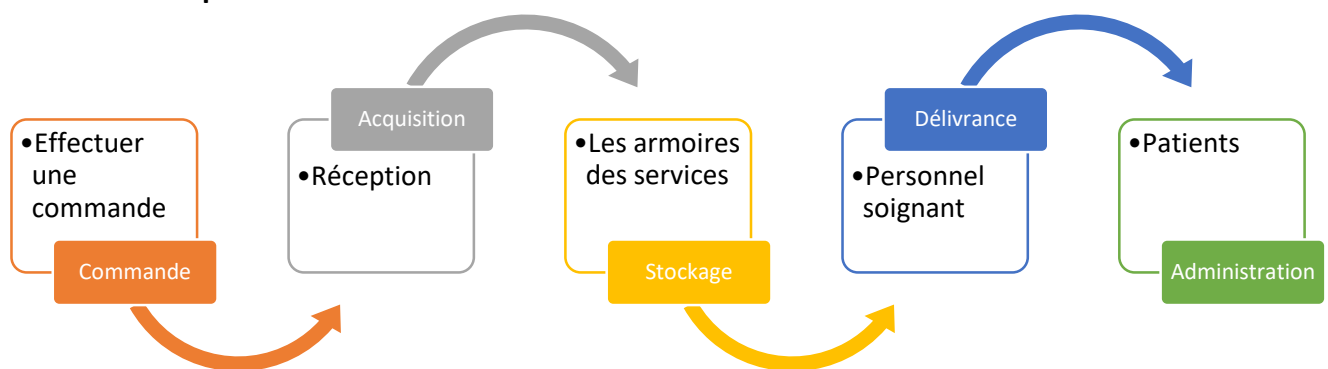 •Effectuer
une
commande
Commande
Acquisition
•Réception
•Les armoires
des services
Stockage
Délivrance
•Personnel
soignant
•Patients
Administration